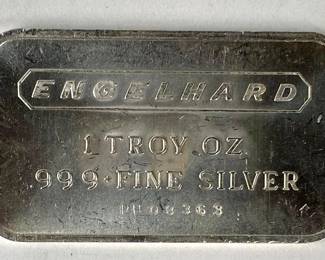 ENGELHARD
1 TROY OZ
.999+FINE SILVER